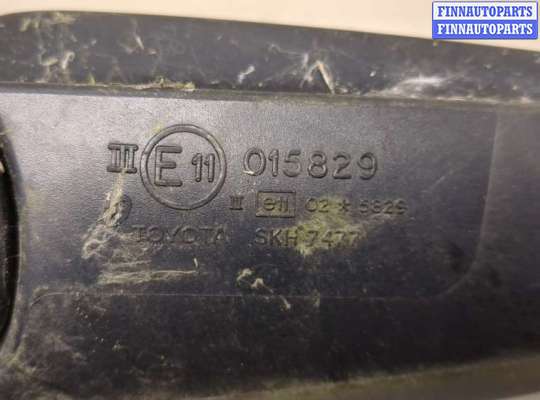 FINNAUTOPARTS
FINNAUTOPARTS
III E 11 015829
II e11 02 * 5829
TOYOTA SKH 7477